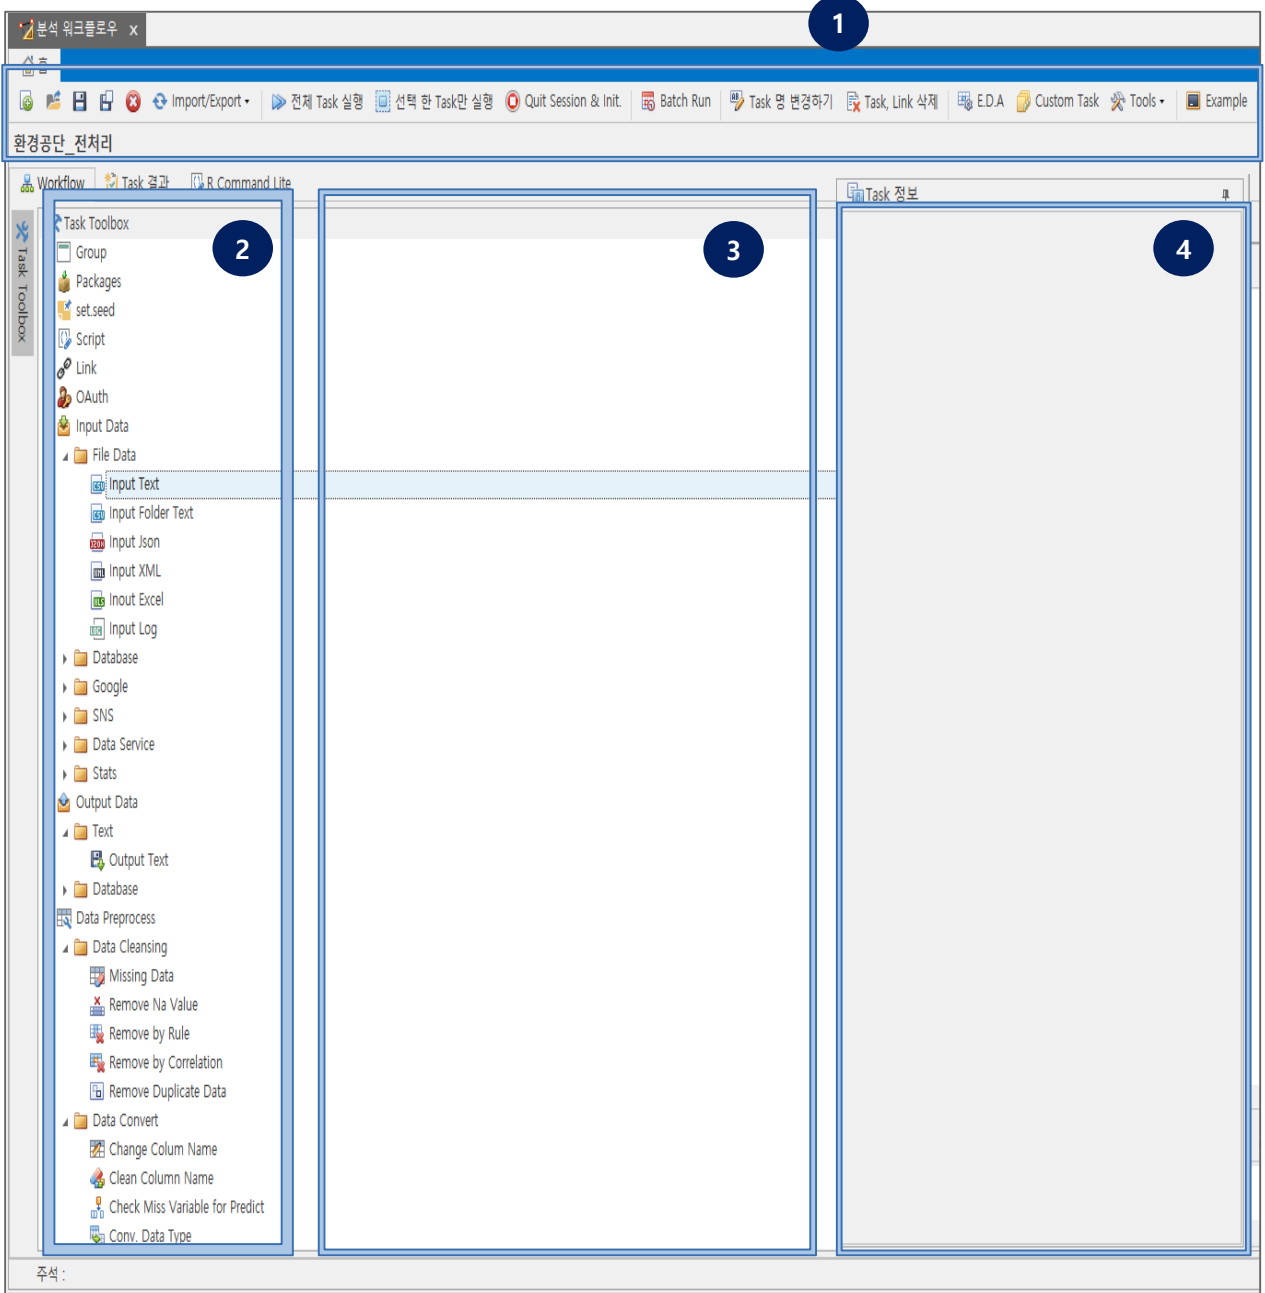 분석 워크플로우 x
1
홈
Import/Export 전체 Task 실행 선택 한 Task만 실행 Quit Session & Init. Batch Run Task 명 변경하기 Task, Link 삭제 E.D.A Custom Task Tools Example
환경공단_전처리
Workflow Task 결과 R Command Lite
Task 정보
Task Toolbox
Task Toolbox
2
3
4
Group
Packages
set.seed
Script
Link
OAuth
Input Data
File Data
Input Text
Input Folder Text
Input Json
Input XML
Inout Excel
Input Log
Database
Google
SNS
Data Service
Stats
Output Data
Text
Output Text
Database
Data Preprocess
Data Cleansing
Missing Data
Remove Na Value
Remove by Rule
Remove by Correlation
Remove Duplicate Data
Data Convert
Change Colum Name
Clean Column Name
Check Miss Variable for Predict
Conv. Data Type
주석 :